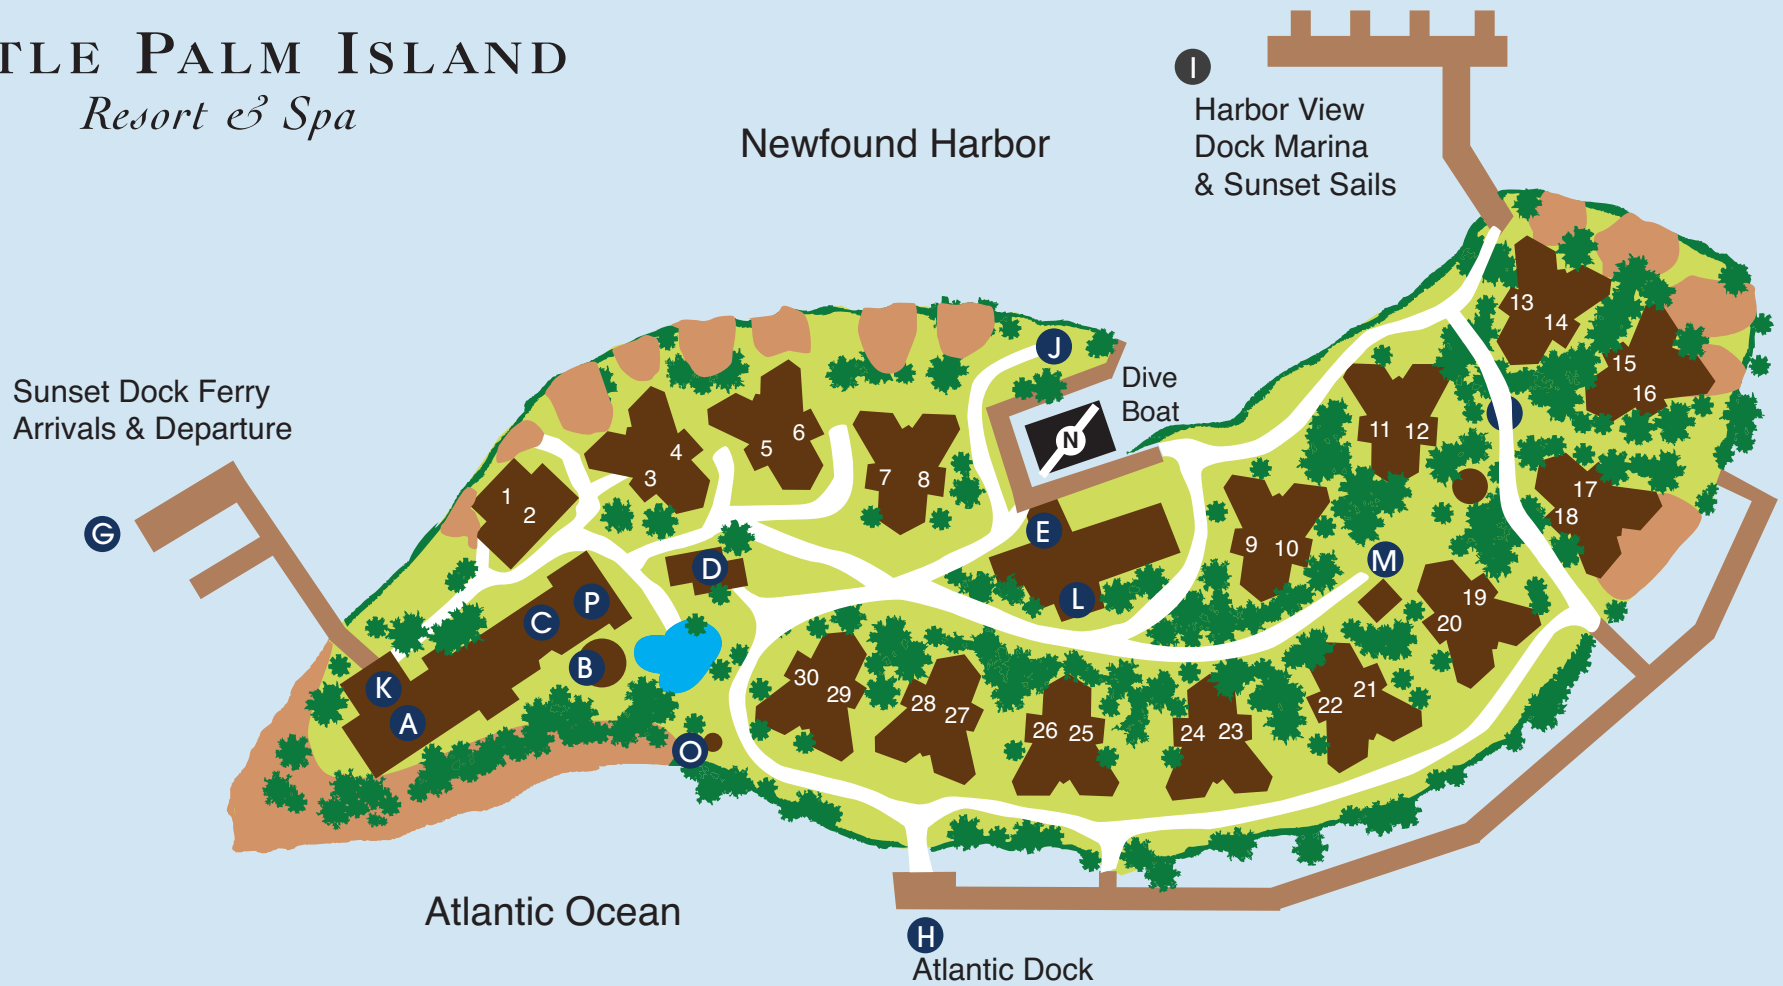 TLE PALM ISLAND
Resort & Spa
Newfound Harbor
I
Harbor View
Dock Marina
& Sunset Sails
Sunset Dock Ferry
Arrivals & Departure
G
J
Dive
Boat
N
13
14
15
16
11 12
17
18
1
2
3
4
5
6
7 8
E
L
D
P
C
B
K
A
O
9 10
M
19
20
21
22
30
29
28
27
26 25
24 23
Atlantic Ocean
H
Atlantic Dock